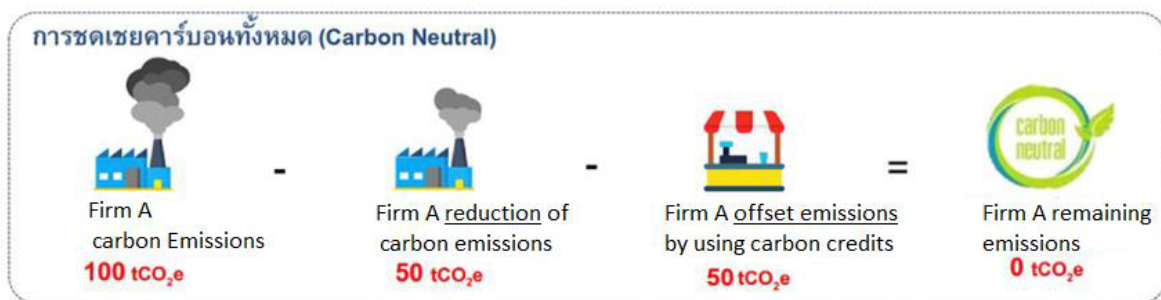 การชดเชยคาร์บอนทั้งหมด (Carbon Neutral)
-
-
=
carbon
neutral
Firm A
carbon Emissions
100 tCO₂e
Firm A reduction of
carbon emissions
50 tCO₂e
Firm A offset emissions
by using carbon credits
50 tCO₂e
Firm A remaining
emissions
0 tCO₂e